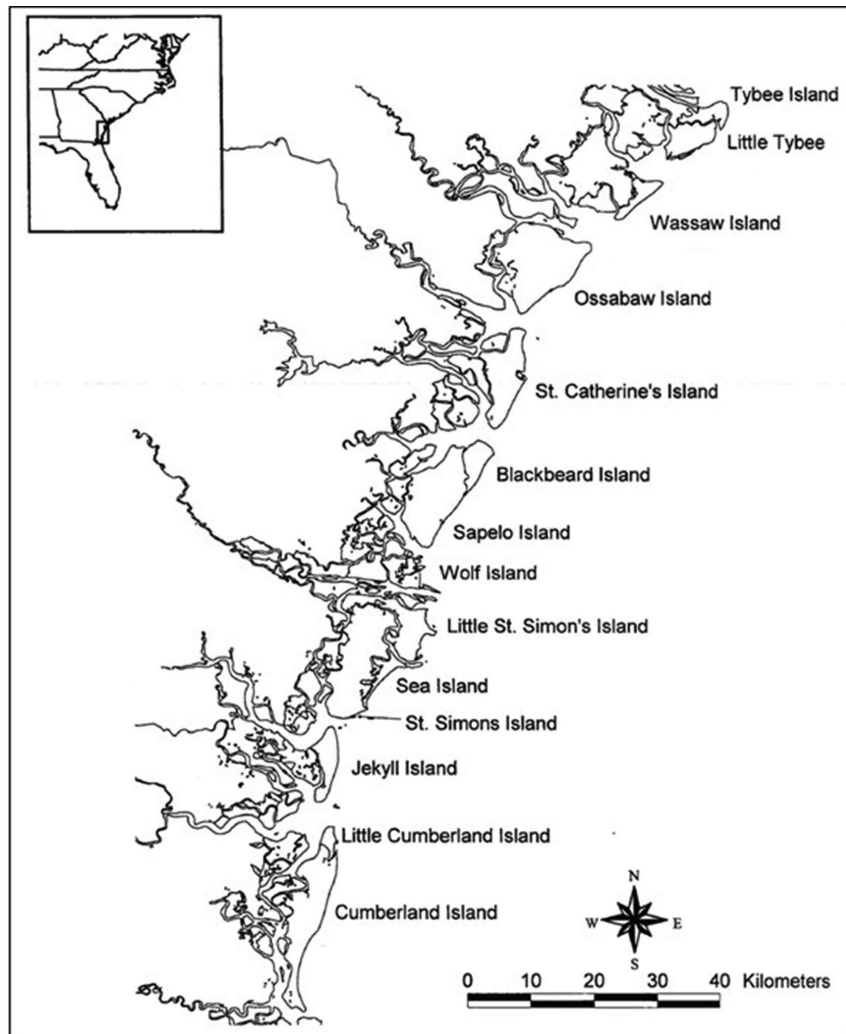 Tybee Island
Little Tybee
Wassaw Island
Ossabaw Island
St. Catherine's Island
Blackbeard Island
Sapelo Island
Wolf Island
Little St. Simon's Island
Sea Island
St. Simons Island
Jekyll Island
Little Cumberland Island
Cumberland Island
N
W E
S
0 10 20 30 40 Kilometers